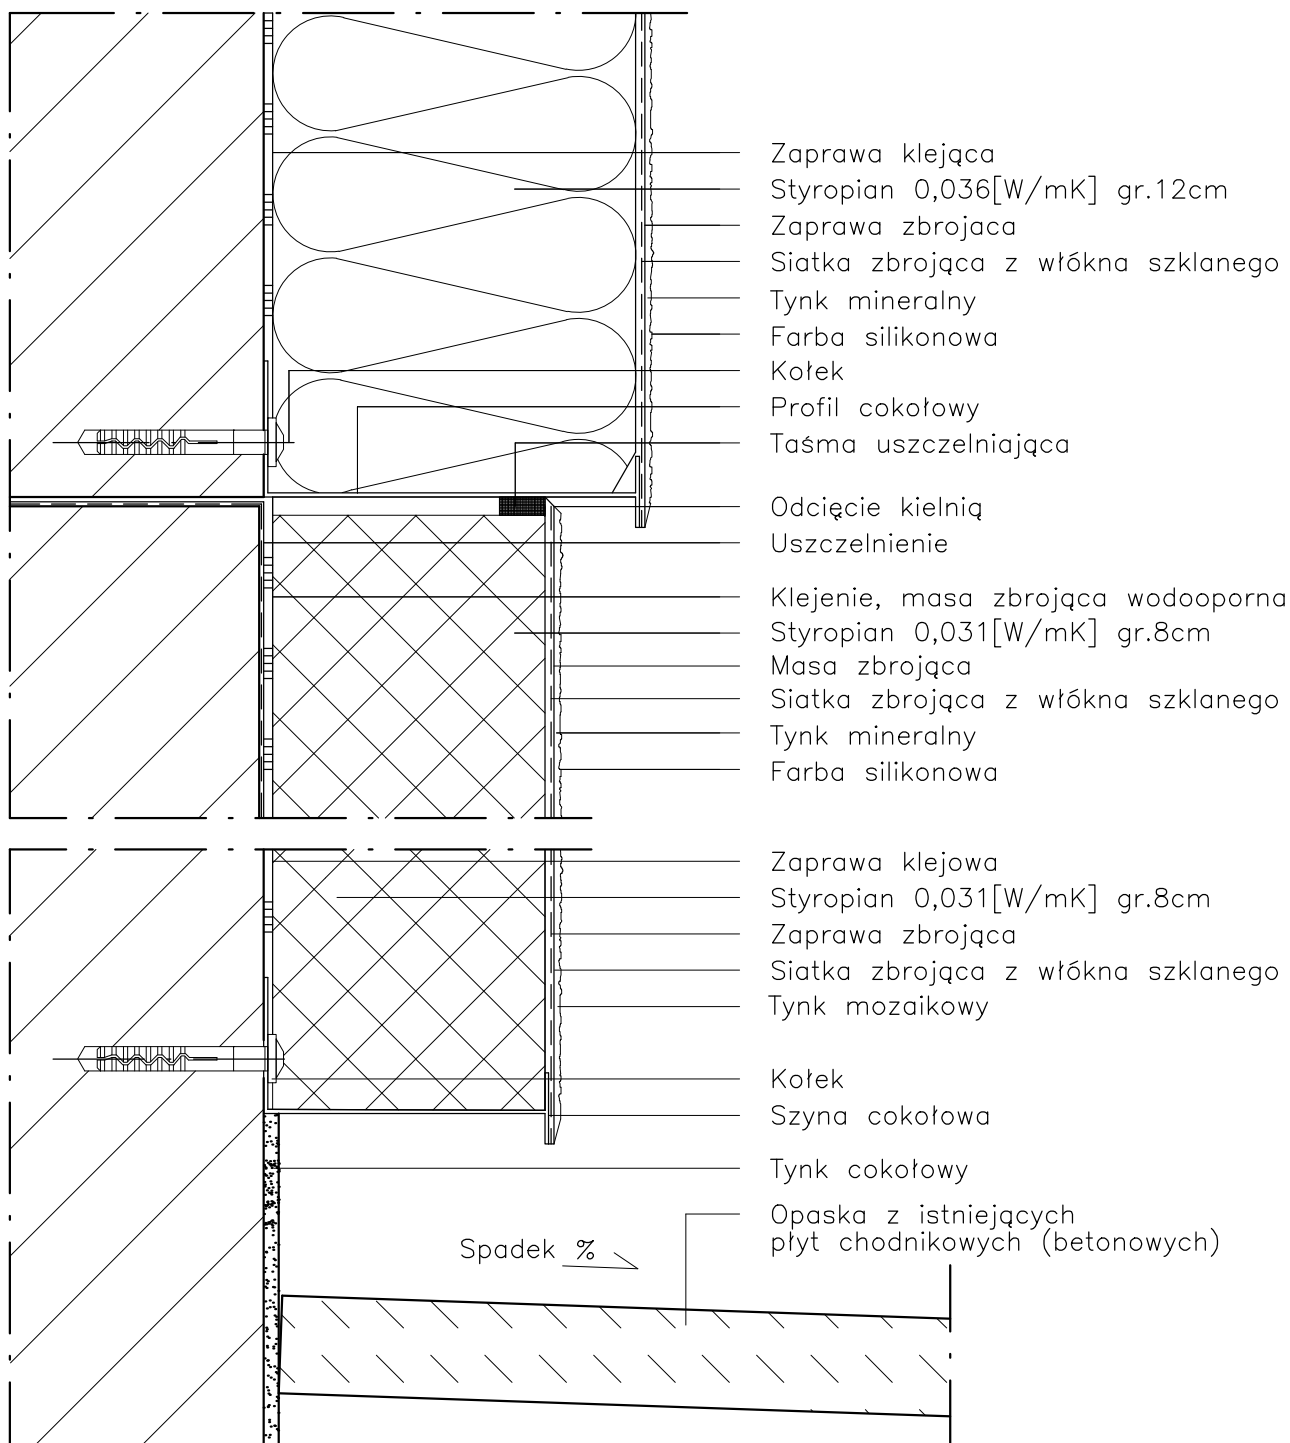 Zaprawa klejąca
Styropian 0,036[W/mK] gr.12cm
Zaprawa zbrojaca
Siatka zbrojąca z włókna szklanego
Tynk mineralny
Farba silikonowa
Kołek
Profil cokołowy
Taśma uszczelniająca
Odcięcie kielnią
Uszczelnienie
Klejenie, masa zbrojąca wodooporna
Styropian 0,031[W/mK] gr.8cm
Masa zbrojąca
Siatka zbrojąca z włókna szklanego
Tynk mineralny
Farba silikonowa
Zaprawa klejowa
Styropian 0,031[W/mK] gr.8cm
Zaprawa zbrojąca
Siatka zbrojąca z włókna szklanego
Tynk mozaikowy
Kołek
Szyna cokołowa
Tynk cokołowy
Opaska z istniejących
płyt chodnikowych (betonowych)
Spadek %